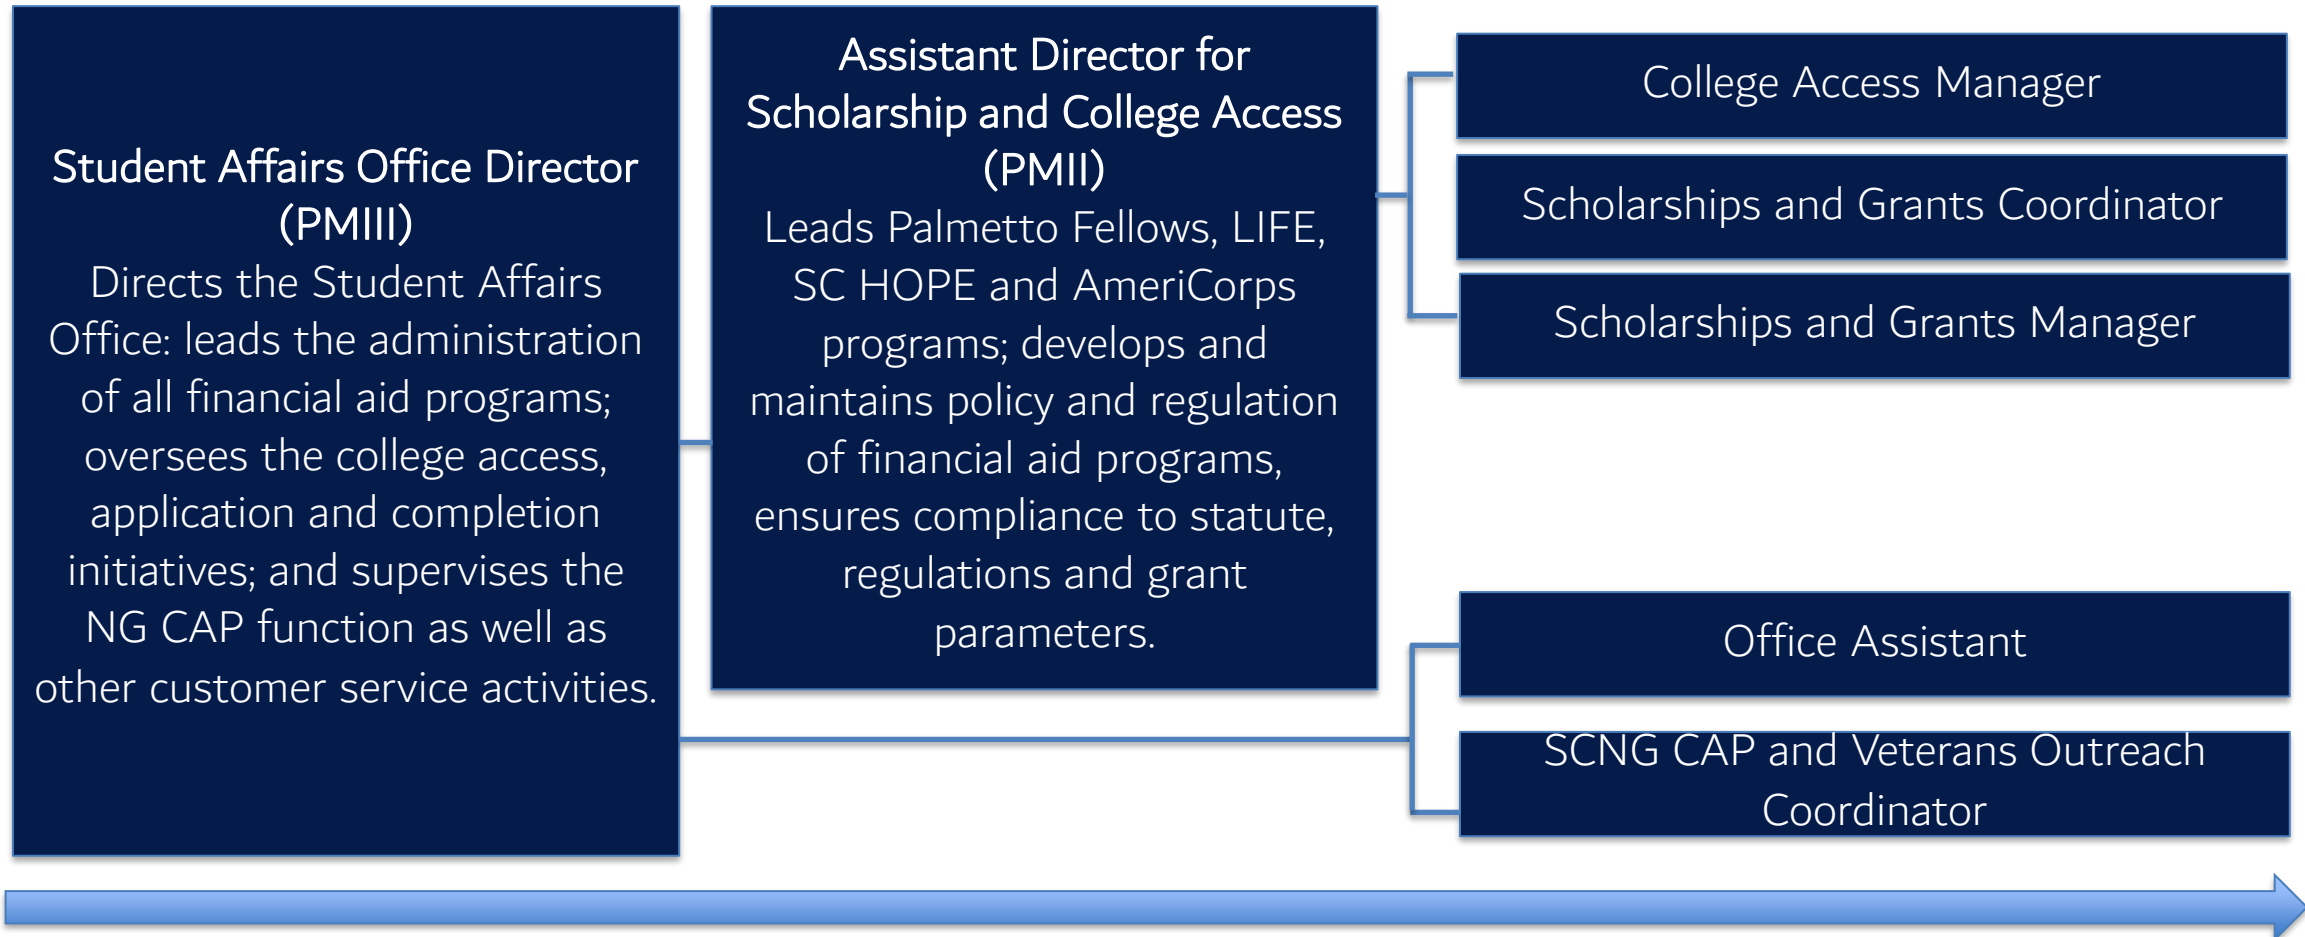 Student Affairs Office Director
(PMIII)
Directs the Student Affairs
Office: leads the administration
of all financial aid programs;
oversees the college access,
application and completion
initiatives; and supervises the
NG CAP function as well as
other customer service activities.
Assistant Director for
Scholarship and College Access
(PMII)
Leads Palmetto Fellows, LIFE,
SC HOPE and AmeriCorps
programs; develops and
maintains policy and regulation
of financial aid programs,
ensures compliance to statute,
regulations and grant
parameters.
College Access Manager
Scholarships and Grants Coordinator
Scholarships and Grants Manager
Office Assistant
SCNG CAP and Veterans Outreach
Coordinator